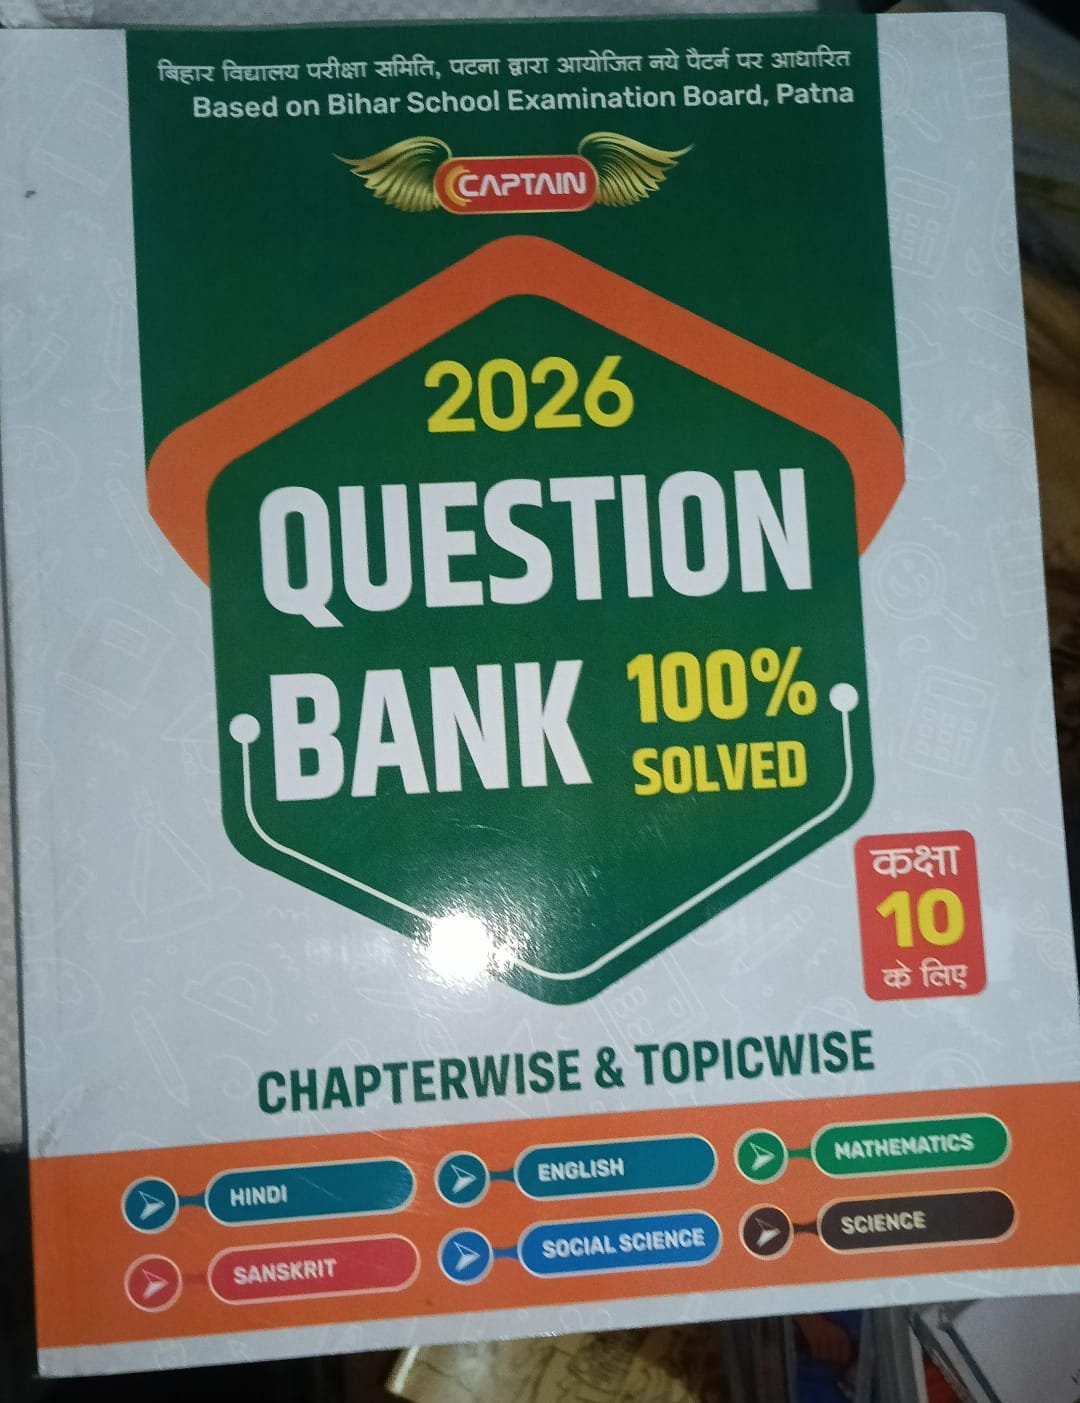 बिहार विद्यालय परीक्षा समिति, पटना द्वारा आयोजित नये पैटर्न पर आधारित
Based on Bihar School Examination Board, Patna
CAPTAIN
2026
QUESTION
BANK 100%
SOLVED
कक्षा
10
के लिए
CHAPTERWISE & TOPICWISE
HINDI
ENGLISH
MATHEMATICS
SANSKRIT
SOCIAL SCIENCE
SCIENCE